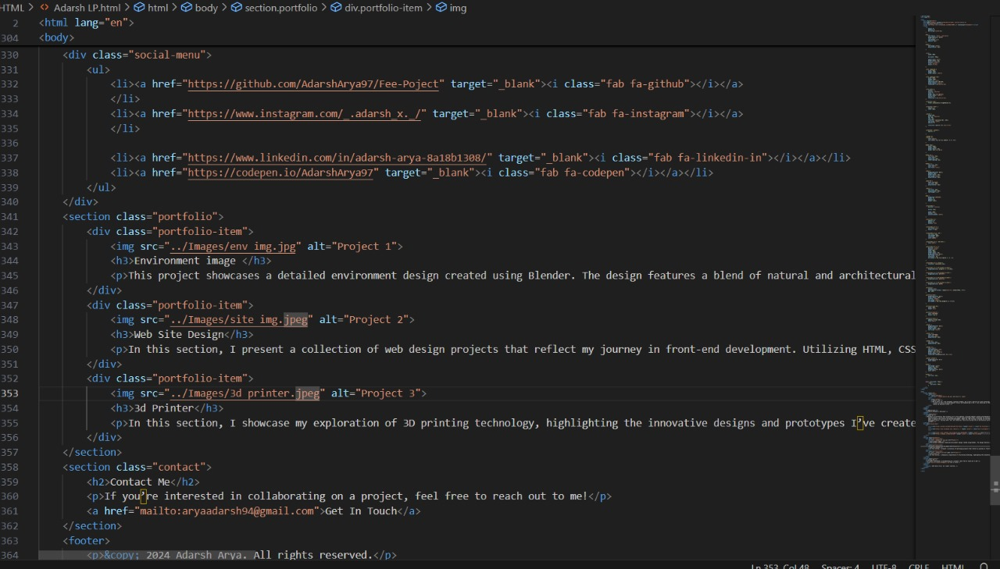 HTML > <> Adarsh LP.html > html > body > section.portfolio > div.portfolio-item > img
2 <html lang="en">
304 <body>
330 <div class="social-menu">
331 <ul>
332 <li><a href="https://github.com/AdarshArya97/Fee-Poject" target="_blank"><i class="fab fa-github"></i></a>
333 </li>
334 <li><a href="https://www.instagram.com/_.adarsh_x._/" target="_blank"><i class="fab fa-instagram"></i></a>
335 </li>
336
337 <li><a href="https://www.linkedin.com/in/adarsh-arya-8a18b1308/" target="_blank"><i class="fab fa-linkedin-in"></i></a></li>
338 <li><a href="https://codepen.io/AdarshArya97" target="_blank"><i class="fab fa-codepen"></i></a></li>
339 </ul>
340 </div>
341 <section class="portfolio">
342 <div class="portfolio-item">
343 <img src="../Images/env img.jpg" alt="Project 1">
344 <h3>Environment image </h3>
345 <p>This project showcases a detailed environment design created using Blender. The design features a blend of natural and architectural
346 </div>
347 <div class="portfolio-item">
348 <img src="../Images/site img.jpeg" alt="Project 2">
349 <h3>Web Site Design</h3>
350 <p>In this section, I present a collection of web design projects that reflect my journey in front-end development. Utilizing HTML, CSS
351 </div>
352 <div class="portfolio-item">
353 <img src="../Images/3d printer.jpeg" alt="Project 3">
354 <h3>3d Printer</h3>
355 <p>In this section, I showcase my exploration of 3D printing technology, highlighting the innovative designs and prototypes I’ve create
356 </div>
357 </section>
358 <section class="contact">
359 <h2>Contact Me</h2>
360 <p>If you’re interested in collaborating on a project, feel free to reach out to me!</p>
361 <a href="mailto:aryaadarsh94@gmail.com">Get In Touch</a>
362 </section>
363 <footer>
364 <p>&copy; 2024 Adarsh Arya. All rights reserved.</p>
Ln 353, Col 48 Spaces: 4 UTF-8 CRLF HTML